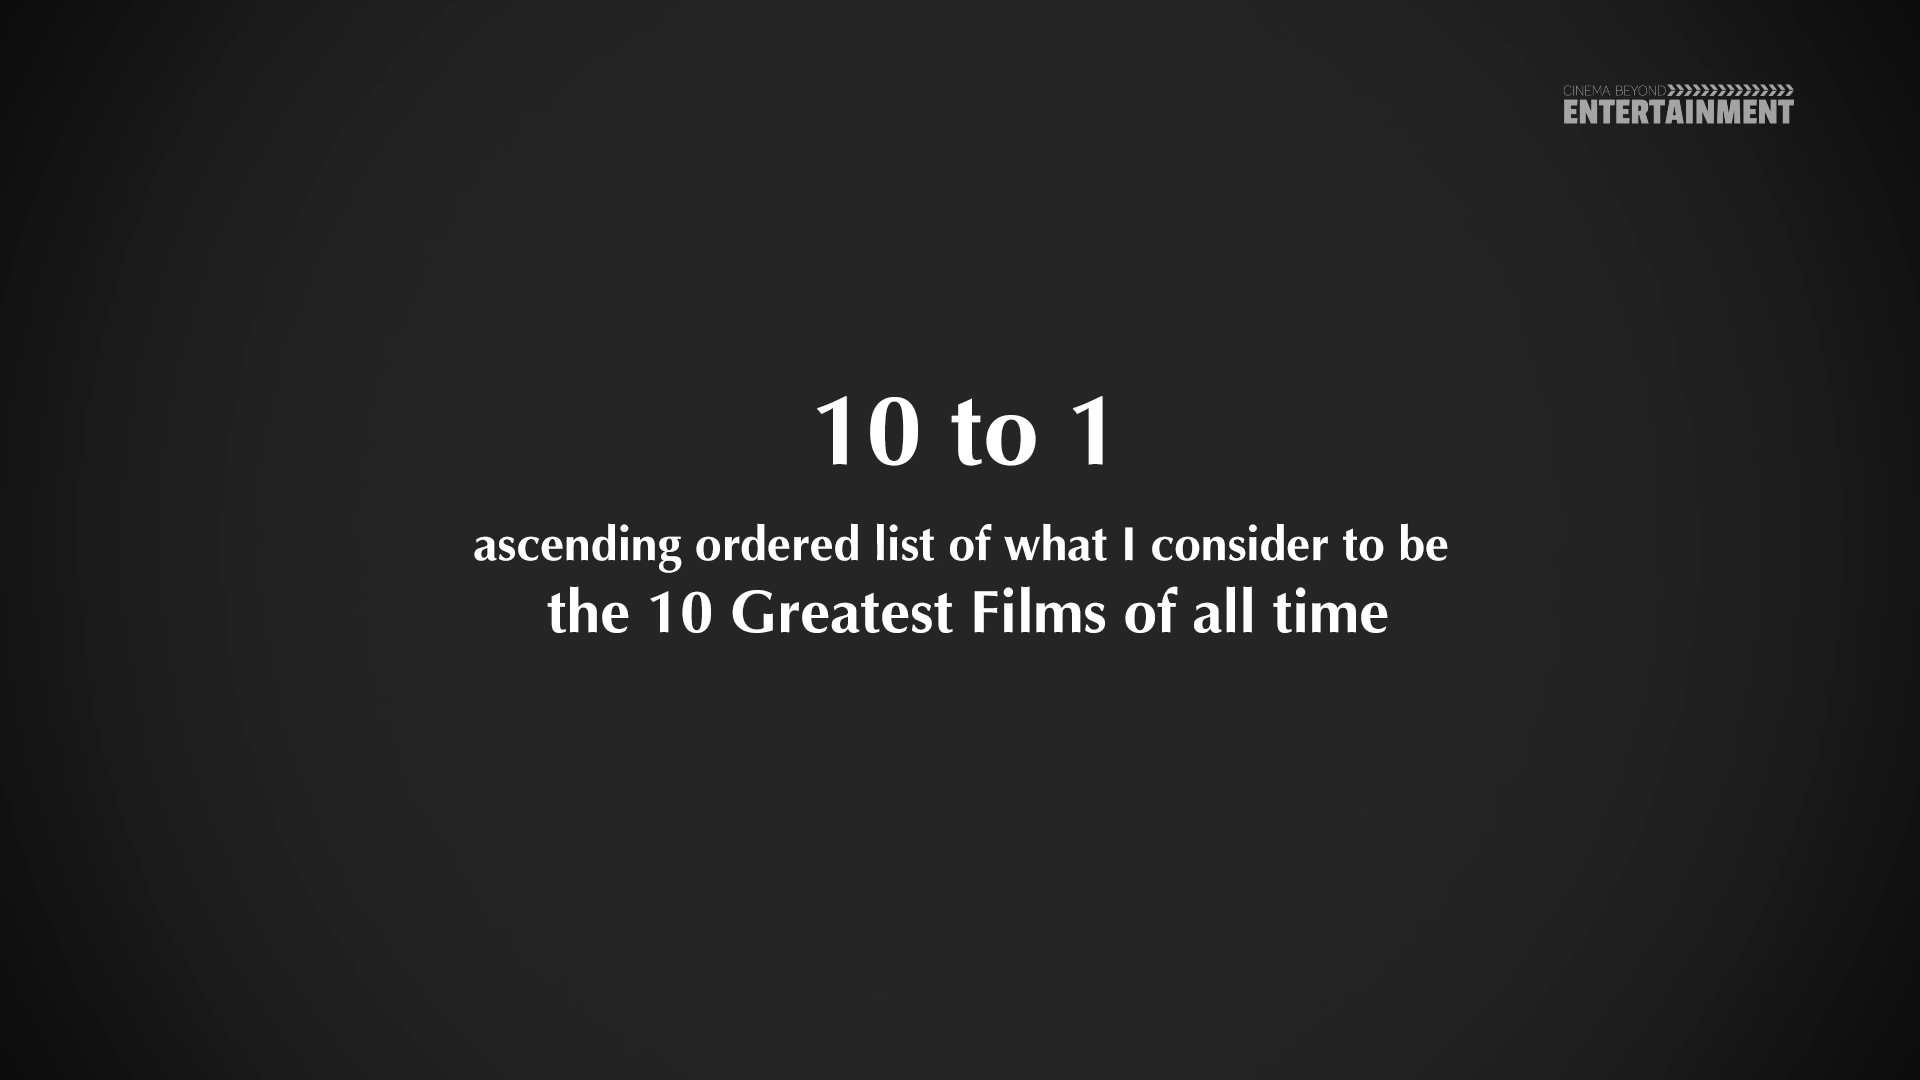 CINEMA BEYOND
ENTERTAINMENT
10 to 1
ascending ordered list of what I consider to be
the 10 Greatest Films of all time